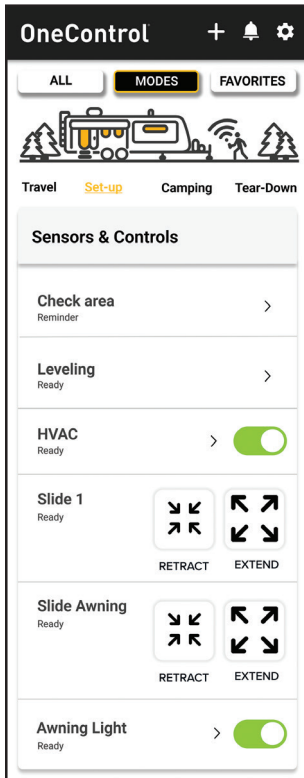 OneControl
ALL MODES FAVORITES
Travel Set-up Camping Tear-Down
Sensors & Controls
Check area
Reminder
Leveling
Ready
HVAC
Ready
Slide 1
Ready
RETRACT EXTEND
Slide Awning
Ready
RETRACT EXTEND
Awning Light
Ready